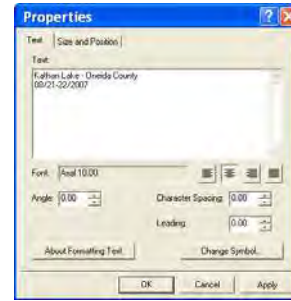 Properties
Text
Size and Position
Text:
Kathan Lake - Oneida County
08/21-22/2007
Font: Arial 10.00
Angle: 0.00
Character Spacing: 0.00
Leading: 0.00
About Formatting Text
Change Symbol...
OK
Cancel
Apply